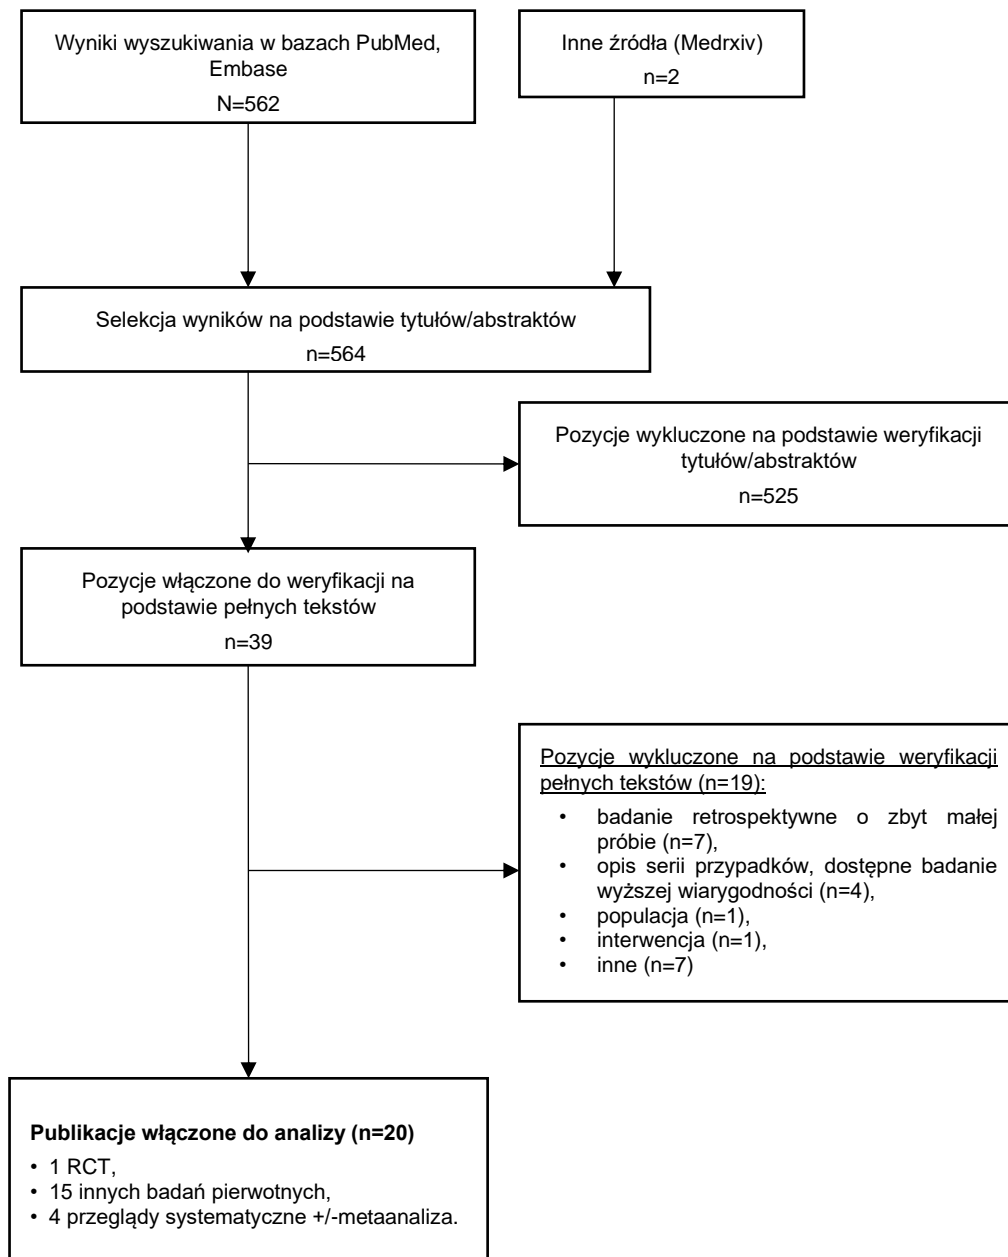 Wyniki wyszukiwania w bazach PubMed,
Embase
N=562
Inne źródła (Medrxiv)
n=2
Selekcja wyników na podstawie tytułów/abstraktów
n=564
Pozycje wykluczone na podstawie weryfikacji
tytułów/abstraktów
n=525
Pozycje włączone do weryfikacji na
podstawie pełnych tekstów
n=39
Pozycje wykluczone na podstawie weryfikacji
pełnych tekstów (n=19):
• badanie retrospektywne o zbyt małej
próbie (n=7),
• opis serii przypadków, dostępne badanie
wyższej wiarygodności (n=4),
• populacja (n=1),
• interwencja (n=1),
• inne (n=7)
Publikacje włączone do analizy (n=20)
• 1 RCT,
• 15 innych badań pierwotnych,
• 4 przeglądy systematyczne +/-metaanaliza.